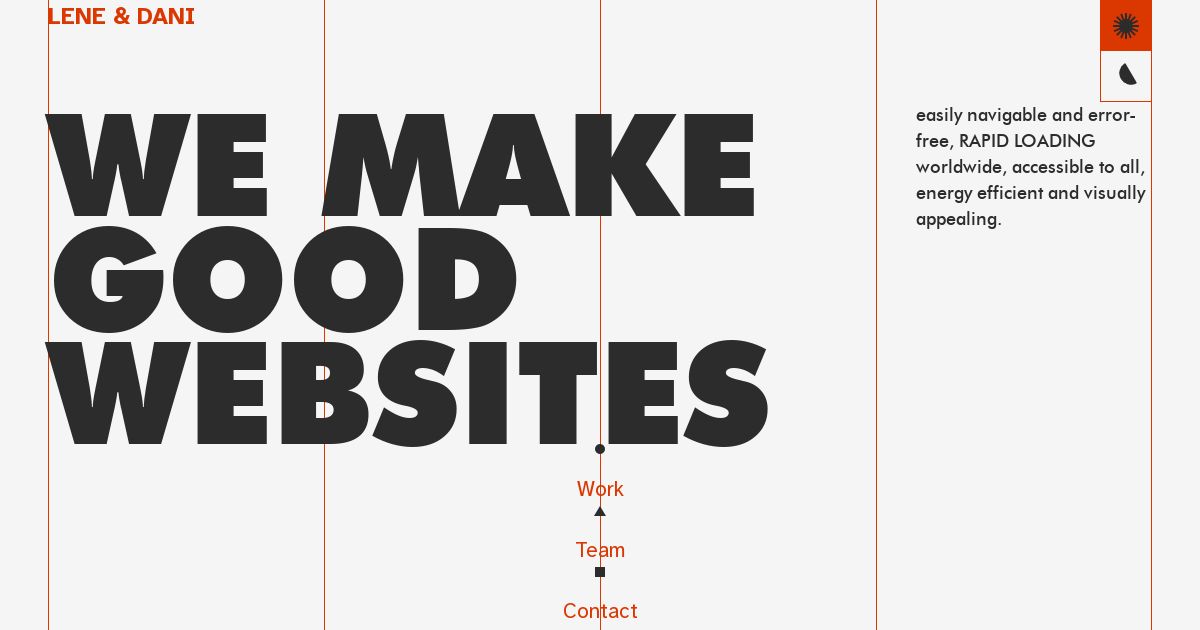 LENE & DANI
WE MAKE
GOOD
WEBSITES
easily navigable and error-
free, RAPID LOADING
worldwide, accessible to all,
energy efficient and visually
appealing.
Work
Team
Contact